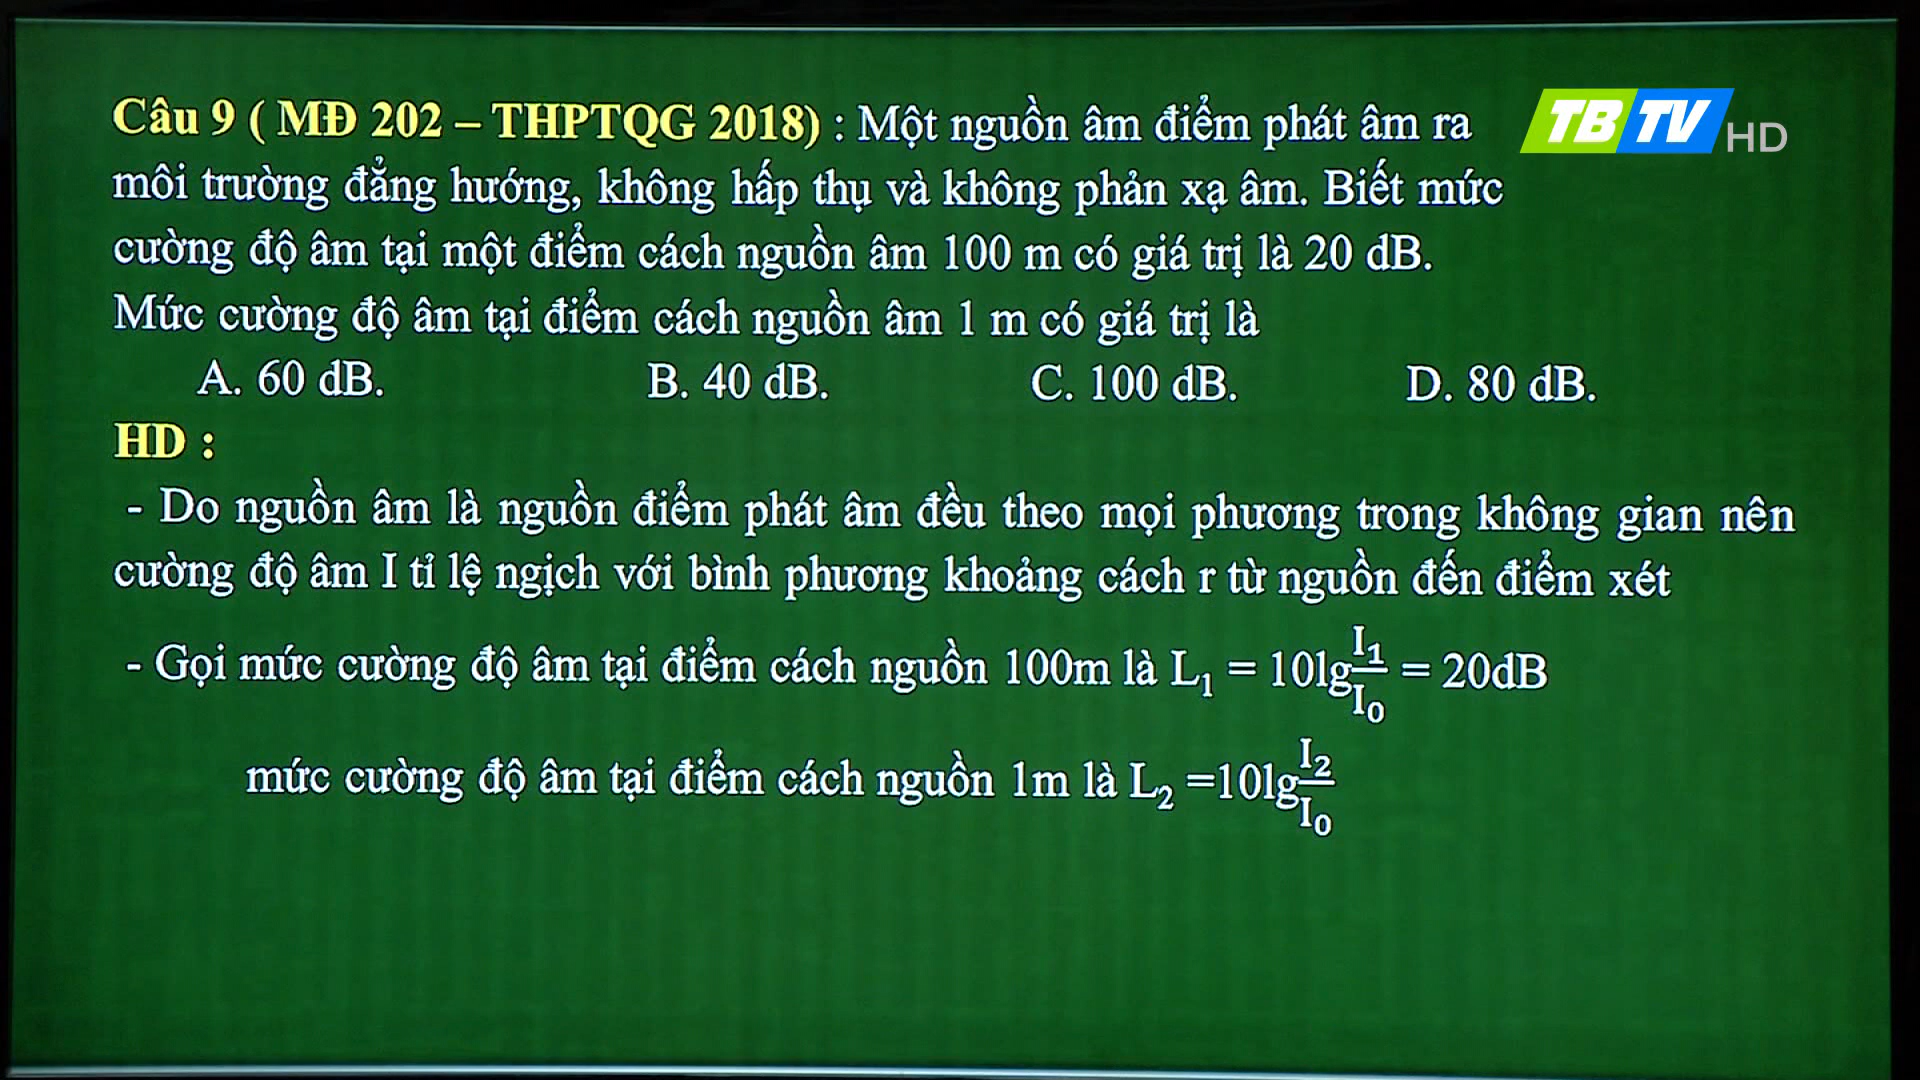 Câu 9 ( MĐ 202 – THPTQG 2018) : Một nguồn âm điểm phát âm ra
TBTV HD
môi trường đẳng hướng, không hấp thụ và không phản xạ âm. Biết mức
cường độ âm tại một điểm cách nguồn âm 100 m có giá trị là 20 dB.
Mức cường độ âm tại điểm cách nguồn âm 1 m có giá trị là
A. 60 dB. B. 40 dB. C. 100 dB. D. 80 dB.
HD :
- Do nguồn âm là nguồn điểm phát âm đều theo mọi phương trong không gian nên
cường độ âm I tỉ lệ ngịch với bình phương khoảng cách r từ nguồn đến điểm xét
- Gọi mức cường độ âm tại điểm cách nguồn 100m là L₁ = 10lg I₁/I₀ = 20dB
mức cường độ âm tại điểm cách nguồn 1m là L₂ =10lg I₂/I₀